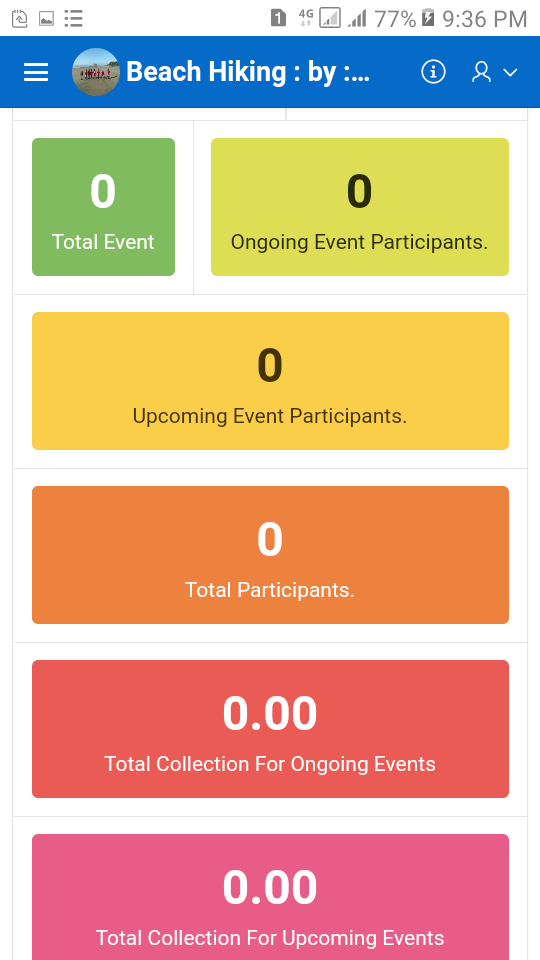 1 4G 77% 9:36 PM
Beach Hiking : by :...
0
Total Event
0
Ongoing Event Participants.
0
Upcoming Event Participants.
0
Total Participants.
0.00
Total Collection For Ongoing Events
0.00
Total Collection For Upcoming Events